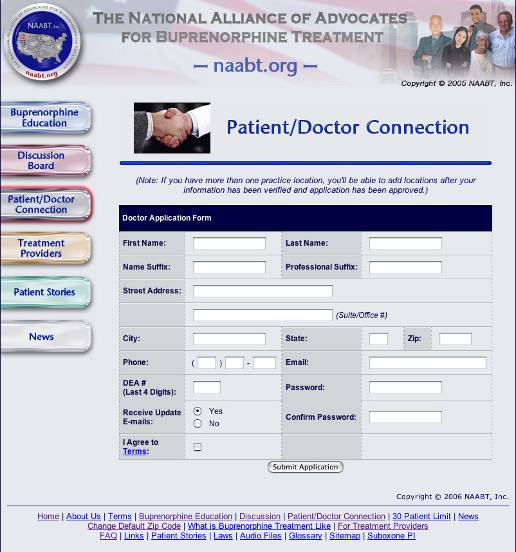 THE NATIONAL ALLIANCE OF ADVOCATES
FOR BUPRENORPHINE TREATMENT
— naabt.org —
NAABT, Inc.
naabt.org
Copyright © 2005 NAABT, Inc.
Buprenorphine
Education
Discussion
Board
Patient/Doctor
Connection
Treatment
Providers
Patient Stories
News
Patient/Doctor Connection
(Note: If you have more than one practice location, you'll be able to add locations after your
information has been verified and application has been approved.)
Doctor Application Form
First Name: Last Name:
Name Suffix: Professional Suffix:
Street Address:
(Suite/Office #)
City: State: Zip:
Phone: ( ) - Email:
DEA #
(Last 4 Digits): Password:
Receive Update
E-mails: Yes
No
Confirm Password:
I Agree to
Terms:
Submit Application
Copyright © 2006 NAABT, Inc.
Home | About Us | Terms | Buprenorphine Education | Discussion | Patient/Doctor Connection | 30 Patient Limit | News
Change Default Zip Code | What is Buprenorphine Treatment Like | For Treatment Providers
FAQ | Links | Patient Stories | Laws | Audio Files | Glossary | Sitemap | Suboxone PI